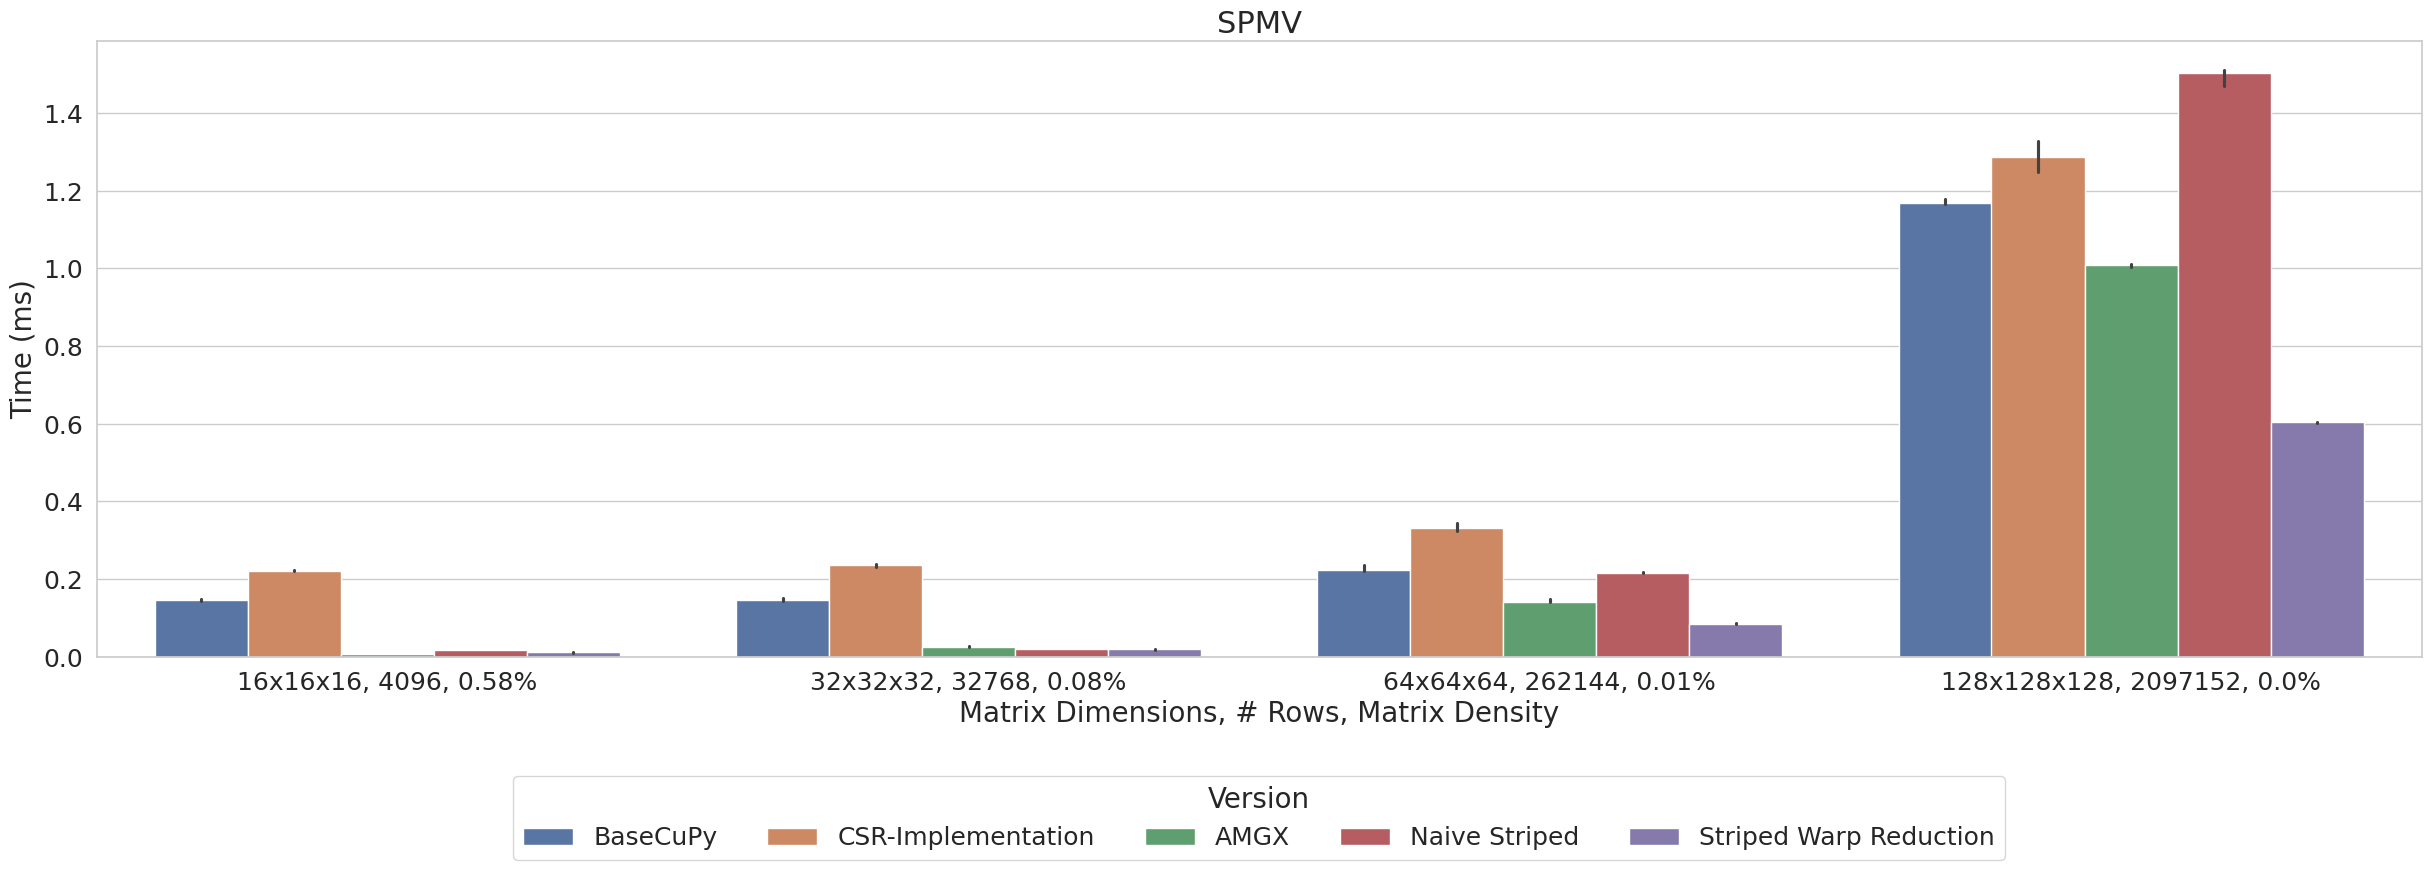 SPMV
Time (ms)
1.4
1.2
1.0
0.8
0.6
0.4
0.2
0.0
16x16x16, 4096, 0.58% 32x32x32, 32768, 0.08% 64x64x64, 262144, 0.01% 128x128x128, 2097152, 0.0%
Matrix Dimensions, # Rows, Matrix Density
Version
BaseCuPy CSR-Implementation AMGX Naive Striped Striped Warp Reduction